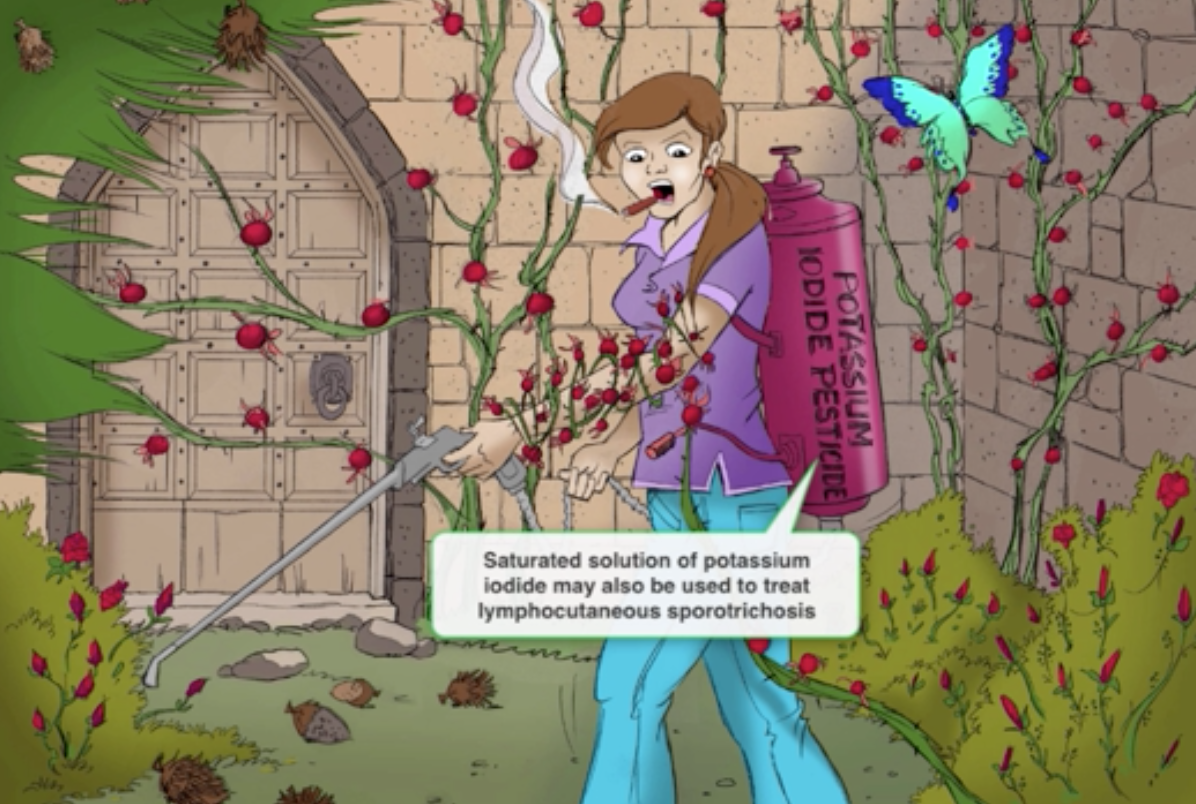 POTASSIUM
IODIDE PESTICIDE
Saturated solution of potassium
iodide may also be used to treat
lymphocutaneous sporotrichosis